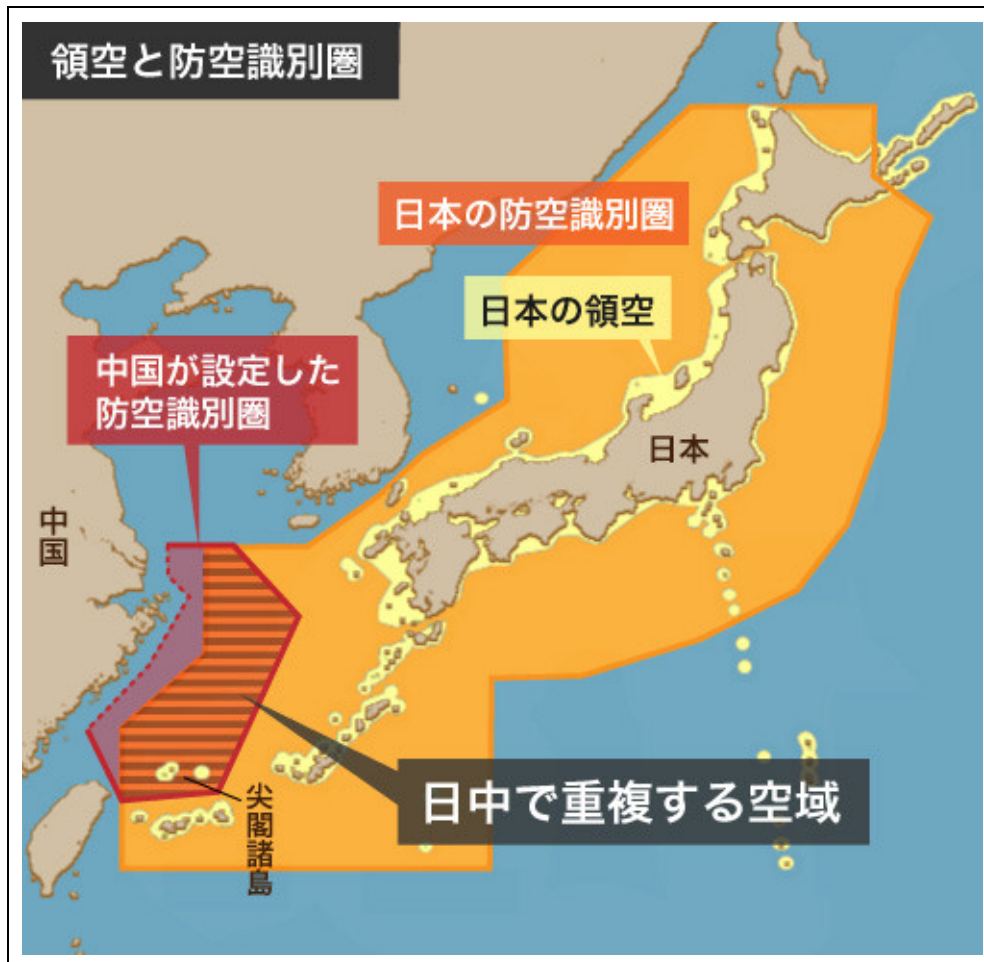 領空と防空識別圏
日本の防空識別圏
日本の領空
中国が設定した
防空識別圏
日本
中国
日中で重複する空域
尖閣諸島